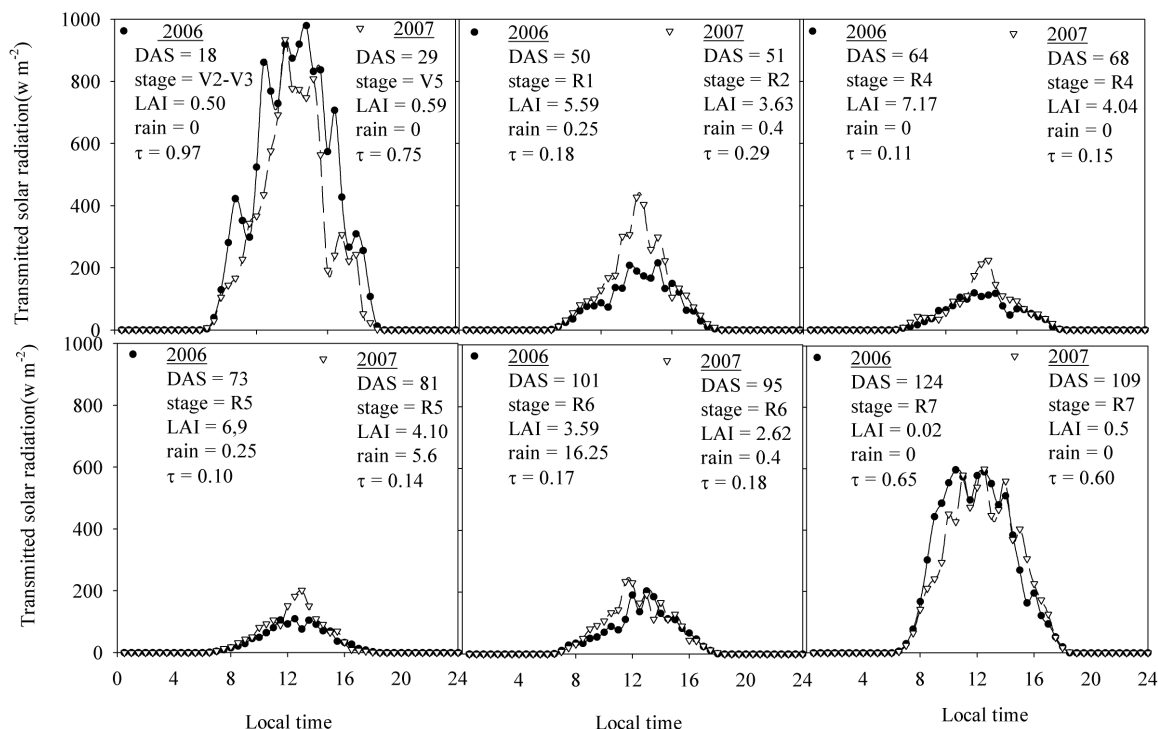 Transmitted solar radiation(w m-2)
1000
800
600
400
200
0
2006
DAS = 18
stage = V2-V3
LAI = 0.50
rain = 0
τ = 0.97
2007
DAS = 29
stage = V5
LAI = 0.59
rain = 0
τ = 0.75
2006
DAS = 50
stage = R1
LAI = 5.59
rain = 0.25
τ = 0.18
2007
DAS = 51
stage = R2
LAI = 3.63
rain = 0.4
τ = 0.29
2006
DAS = 64
stage = R4
LAI = 7.17
rain = 0
τ = 0.11
2007
DAS = 68
stage = R4
LAI = 4.04
rain = 0
τ = 0.15
Transmitted solar radiation(w m-2)
1000
800
600
400
200
0
2006
DAS = 73
stage = R5
LAI = 6,9
rain = 0.25
τ = 0.10
2007
DAS = 81
stage = R5
LAI = 4.10
rain = 5.6
τ = 0.14
2006
DAS = 101
stage = R6
LAI = 3.59
rain = 16.25
τ = 0.17
2007
DAS = 95
stage = R6
LAI = 2.62
rain = 0.4
τ = 0.18
2006
DAS = 124
stage = R7
LAI = 0.02
rain = 0
τ = 0.65
2007
DAS = 109
stage = R7
LAI = 0.5
rain = 0
τ = 0.60
0 8 12 16 20 24 8 12 16 20 24 8 12 16 20 24
Local time
Local time
Local time